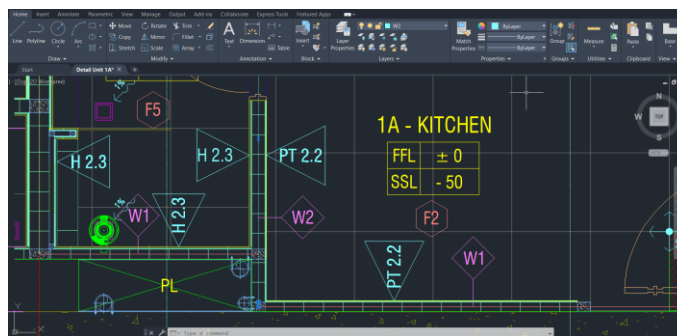 Home Insert Annotate Parametric View Manage Output Add-ins Collaborate Express Tools Featured Apps
Line Polyline Circle Arc
Move Rotate Trim
Copy Mirror Fillet
Stretch Scale Array
Text Dimension
Table
Insert
Layer Properties
W2
Match Properties
ByLayer
ByLayer
ByLayer
Group
Measure
Paste
Base
Draw Modify Annotation Block Layers Properties Groups Utilities Clipboard View
Start Detail Unit 1A*
F5
N
W TOP
S
1A - KITCHEN
FFL ± 0
SSL - 50
H 2.3
H 2.3
PT 2.2
H 2.3
W1
W2
F2
PT 2.2
W1
PL
Y
X
Type a command